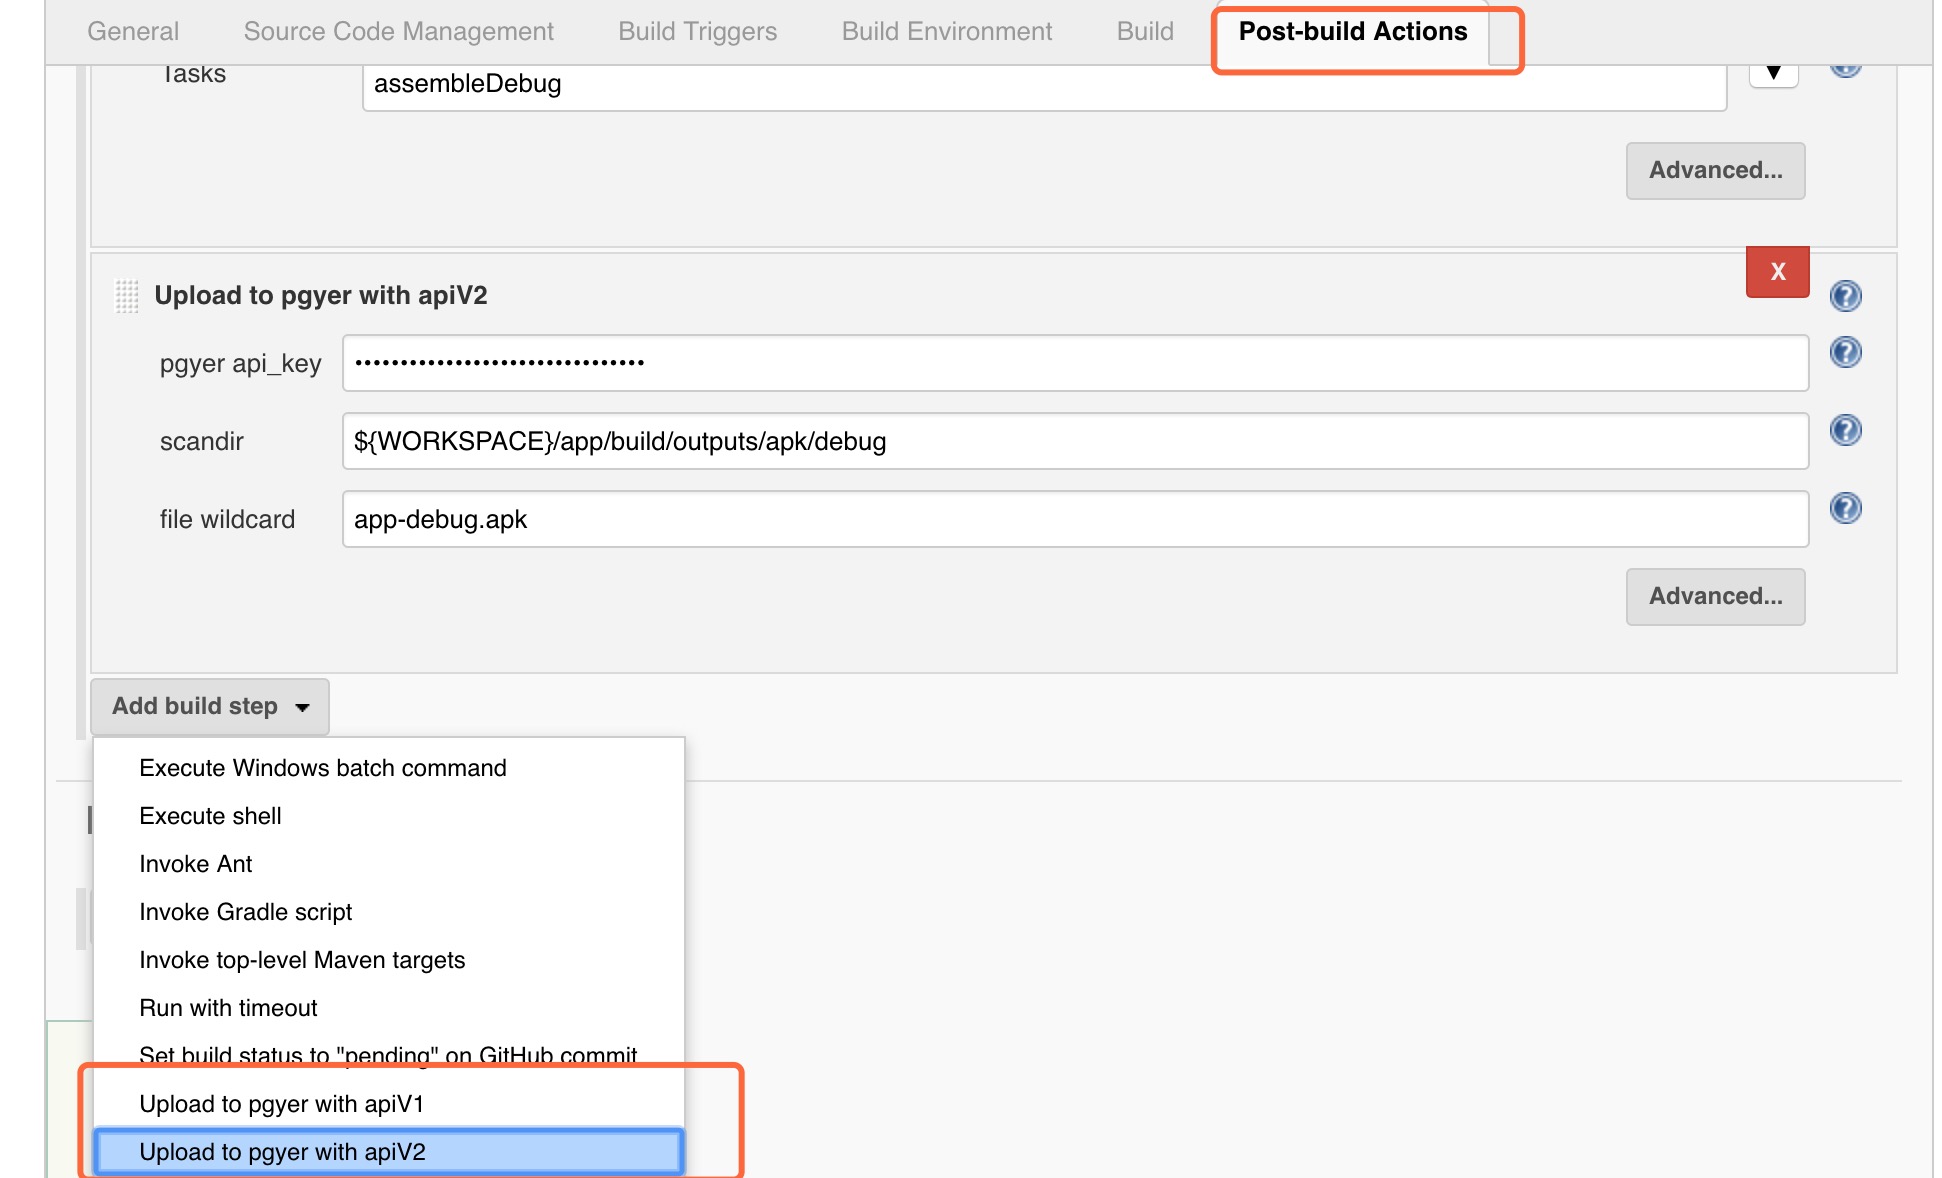 General Source Code Management Build Triggers Build Environment Build Post-build Actions
Tasks assembleDebug ▼
Advanced...
X
Upload to pgyer with apiV2
pgyer api_key ••••••••••••••••••••••••••••••••
scandir ${WORKSPACE}/app/build/outputs/apk/debug
file wildcard app-debug.apk
Advanced...
Add build step
Execute Windows batch command
Execute shell
Invoke Ant
Invoke Gradle script
Invoke top-level Maven targets
Run with timeout
Set build status to "pending" on GitHub commit
Upload to pgyer with apiV1
Upload to pgyer with apiV2